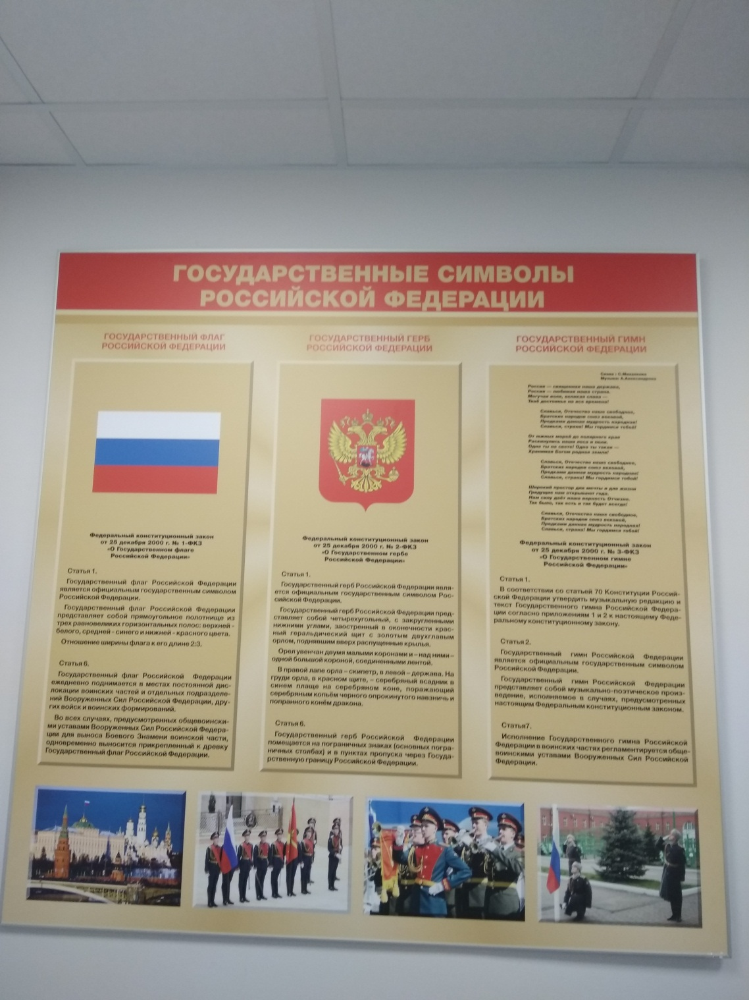 ГОСУДАРСТВЕННЫЕ СИМВОЛЫ
РОССИЙСКОЙ ФЕДЕРАЦИИ
ГОСУДАРСТВЕННЫЙ ФЛАГ
РОССИЙСКОЙ ФЕДЕРАЦИИ
Федеральный конституционный закон
от 25 декабря 2000 г. № 1-ФКЗ
«О Государственном флаге
Российской Федерации»
Статья 1.
Государственный флаг Российской Федерации
является официальным государственным символом
Российской Федерации.
Государственный флаг Российской Федерации
представляет собой прямоугольное полотнище из
трех равновеликих горизонтальных полос: верхней -
белого, средней - синего и нижней - красного цвета.
Отношение ширины флага к его длине 2:3.
Статья 6.
Государственный флаг Российской Федерации
ежедневно поднимается в местах постоянной дис-
локации воинских частей и отдельных подразделе-
ний Вооруженных Сил Российской Федерации, дру-
гих войск и воинских формирований.
Во всех случаях, предусмотренных общевоински-
ми уставами Вооруженных Сил Российской Федера-
ции для выноса Боевого Знамени воинской части,
одновременно выносится прикрепленный к древку
Государственный флаг Российской Федерации.
ГОСУДАРСТВЕННЫЙ ГЕРБ
РОССИЙСКОЙ ФЕДЕРАЦИИ
Федеральный конституционный закон
от 25 декабря 2000 г. № 2-ФКЗ
«О Государственном гербе
Российской Федерации»
Статья 1.
Государственный герб Российской Федерации явля-
ется официальным государственным символом Рос-
сийской Федерации.
Государственный герб Российской Федерации пред-
ставляет собой четырехугольный, с закругленными
нижними углами, заостренный в оконечности крас-
ный геральдический щит с золотым двухглавым
орлом, поднявшим вверх распущенные крылья.
Орел увенчан двумя малыми коронами и – над ними –
одной большой короной, соединенными лентой.
В правой лапе орла – скипетр, в левой – держава. На
груди орла, в красном щите, – серебряный всадник в
синем плаще на серебряном коне, поражающий
серебряным копьём черного опрокинутого навзничь и
попранного конём дракона.
Статья 6.
Государственный герб Российской Федерации
помещается на пограничных знаках (основных погра-
ничных столбах) и в пунктах пропуска через Госуда-
рственную границу Российской Федерации.
ГОСУДАРСТВЕННЫЙ ГИМН
РОССИЙСКОЙ ФЕДЕРАЦИИ
Слова : С.Михалкова
Музыка: А.Александрова
Россия — священная наша держава,
Россия — любимая наша страна.
Могучая воля, великая слава —
Твоё достоянье на все времена!
Славься, Отечество наше свободное,
Братских народов союз вековой,
Предками данная мудрость народная!
Славься, страна! Мы гордимся тобой!
От южных морей до полярного края
Раскинулись наши леса и поля.
Одна ты на свете! Одна ты такая —
Хранимая Богом родная земля!
Славься, Отечество наше свободное,
Братских народов союз вековой,
Предками данная мудрость народная!
Славься, страна! Мы гордимся тобой!
Широкий простор для мечты и для жизни
Грядущие нам открывают года.
Нам силу даёт наша верность Отчизне.
Так было, так есть и так будет всегда!
Славься, Отечество наше свободное,
Братских народов союз вековой,
Предками данная мудрость народная!
Славься, страна! Мы гордимся тобой!
Федеральный конституционный закон
от 25 декабря 2000 г. № 3-ФКЗ
«О Государственном гимне
Российской Федерации»
Статья 1.
В соответствии со статьей 70 Конституции Россий-
ской Федерации утвердить музыкальную редакцию и
текст Государственного гимна Российской Федера-
ции согласно приложениям 1 и 2 к настоящему Феде-
ральному конституционному закону.
Статья 2.
Государственный гимн Российской Федерации
является официальным государственным символом
Российской Федерации.
Государственный гимн Российской Федерации
представляет собой музыкально-поэтическое произ-
ведение, исполняемое в случаях, предусмотренных
настоящим Федеральным конституционным законом.
Статья7.
Исполнение Государственного гимна Российской
Федерации в воинских частях регламентируется обще-
воинскими уставами Вооруженных Сил Российской
Федерации.